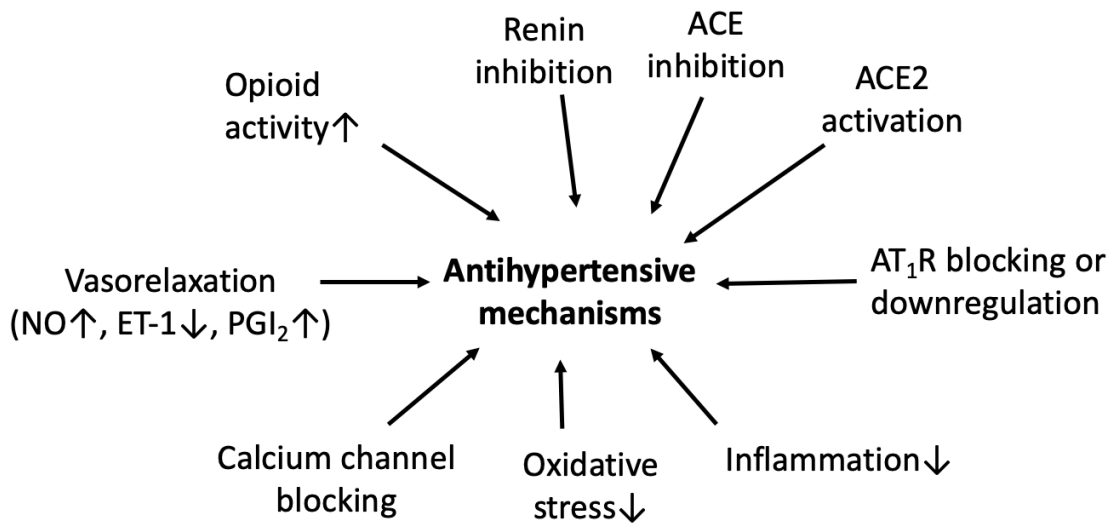 Renin
inhibition
ACE
inhibition
Opioid
activity↑
ACE2
activation
Vasorelaxation
(NO↑, ET-1↓, PGI₂↑)
Antihypertensive
mechanisms
AT₁R blocking or
downregulation
Calcium channel
blocking
Oxidative
stress↓
Inflammation↓